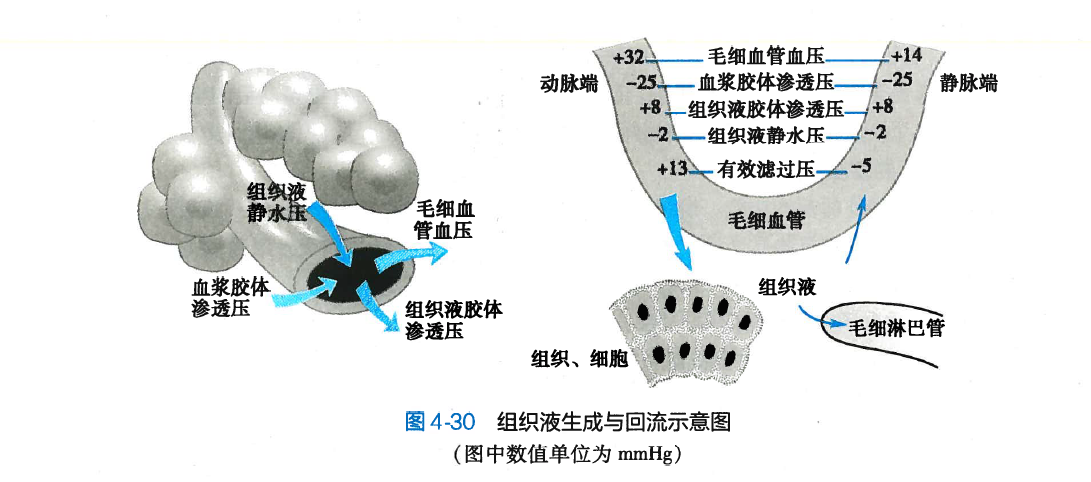 组织液
静水压
毛细血
管血压
血浆胶体
渗透压
组织液胶体
渗透压
动脉端
静脉端
+32 毛细血管血压 +14
-25 血浆胶体渗透压 -25
+8 组织液胶体渗透压 +8
-2 组织液静水压 -2
+13 有效滤过压 -5
毛细血管
组织液
毛细淋巴管
组织、细胞
图 4-30 组织液生成与回流示意图
(图中数值单位为 mmHg)